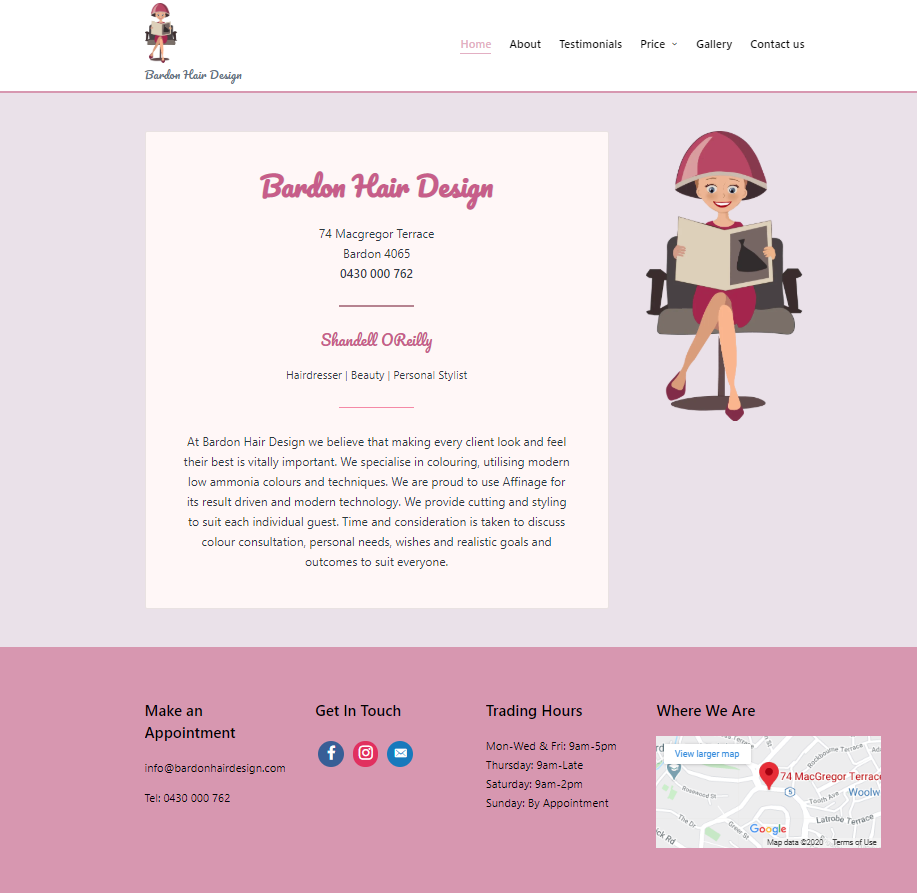 Bardon Hair Design
Home About Testimonials Price Gallery Contact us
Bardon Hair Design
74 Macgregor Terrace
Bardon 4065
0430 000 762
Shandell OReilly
Hairdresser | Beauty | Personal Stylist
At Bardon Hair Design we believe that making every client look and feel
their best is vitally important. We specialise in colouring, utilising modern
low ammonia colours and techniques. We are proud to use Affinage for
its result driven and modern technology. We provide cutting and styling
to suit each individual guest. Time and consideration is taken to discuss
colour consultation, personal needs, wishes and realistic goals and
outcomes to suit everyone.
Make an
Appointment
info@bardonhairdesign.com
Tel: 0430 000 762
Get In Touch
Trading Hours
Mon-Wed & Fri: 9am-5pm
Thursday: 9am-Late
Saturday: 9am-2pm
Sunday: By Appointment
Where We Are
View larger map
Rockbourne Terrace
74 MacGregor Terrace
Rosewood St
5
Tooth Ave
Woolw
Latrobe Terrace
The Dr
Greer St
ick Rd
Google
Map data ©2020 Terms of Use